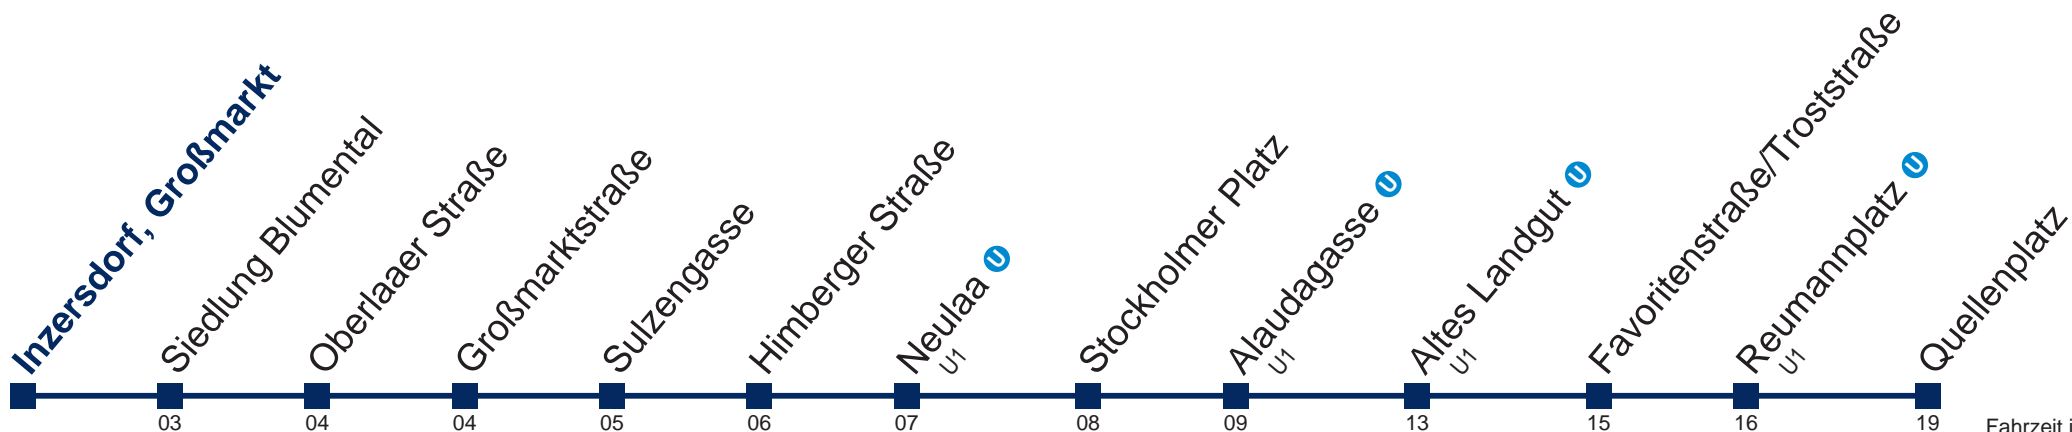 Inzersdorf, Großmarkt
Siedlung Blumental
Oberlaaer Straße
Großmarktstraße
Sulzengasse
Himberger Straße
Neulaa U
U1
Stockholmer Platz
Alaudagasse U
U1
Altes Landgut U
U1
Favoritenstraße/Troststraße
Reumannplatz U
U1
Quellenplatz
03 04 04 05 06 07 08 09 13 15 16 19
Fahrzeit i